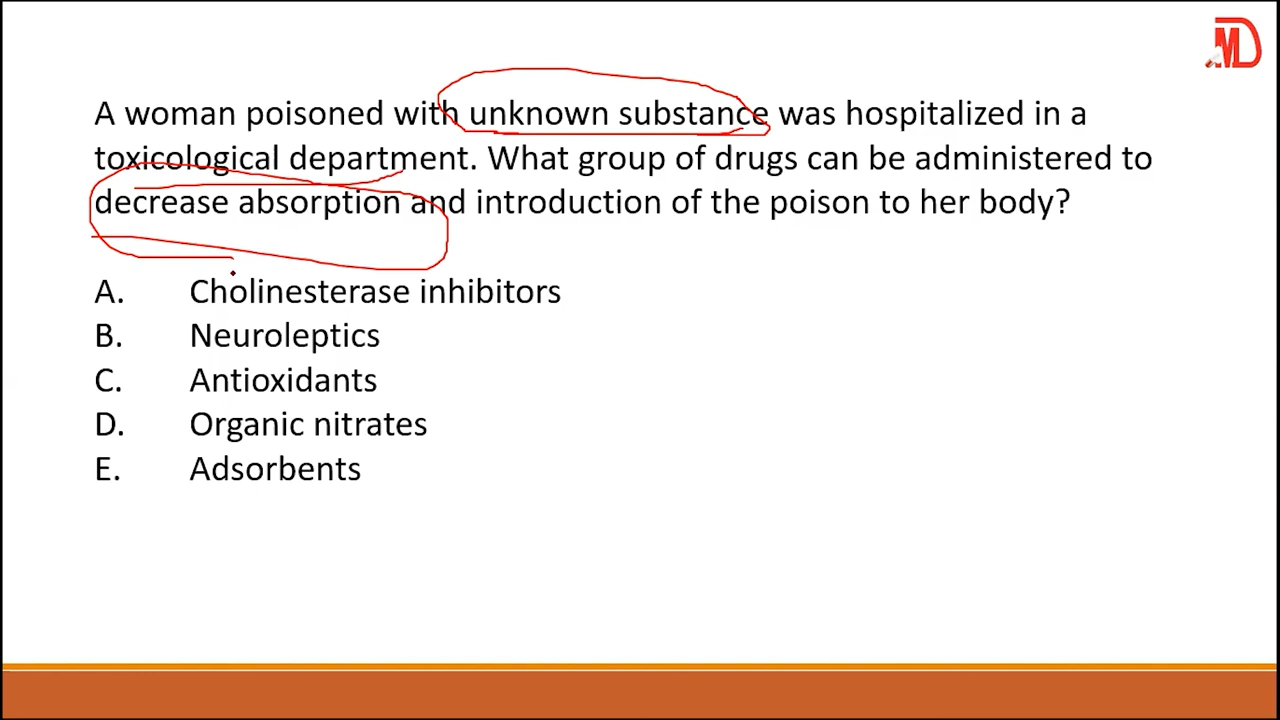 MD
A woman poisoned with unknown substance was hospitalized in a
toxicological department. What group of drugs can be administered to
decrease absorption and introduction of the poison to her body?
A. Cholinesterase inhibitors
B. Neuroleptics
C. Antioxidants
D. Organic nitrates
E. Adsorbents